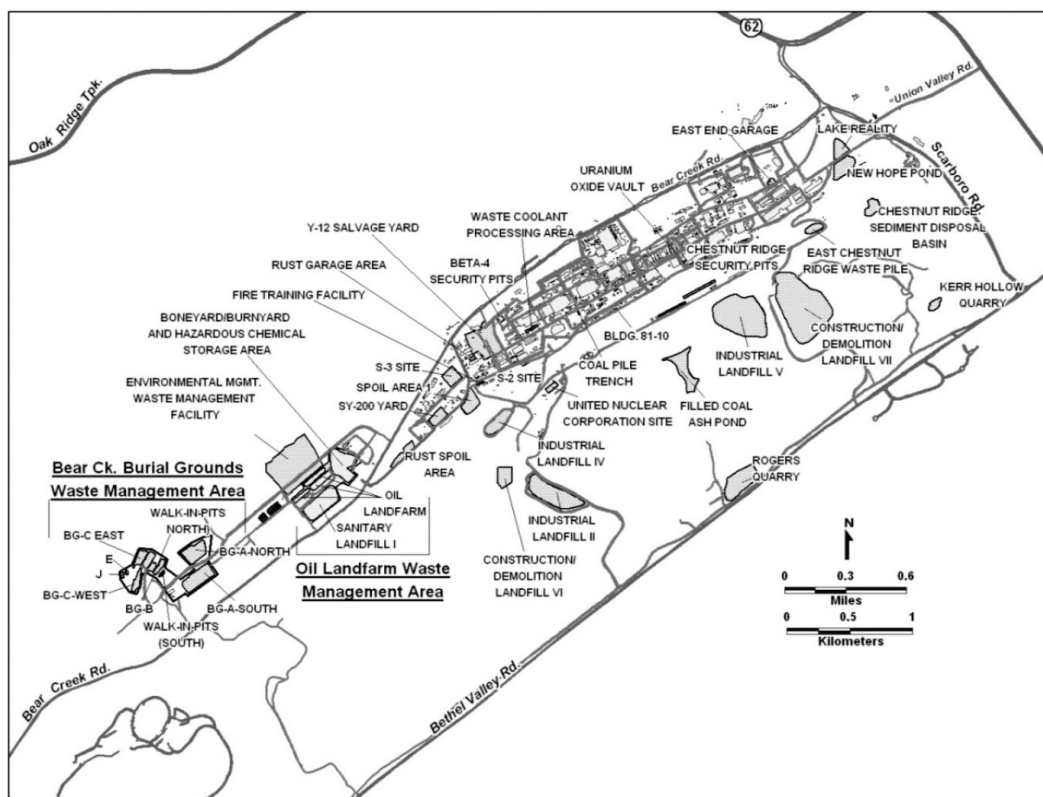 62
Oak Ridge Tpk.
Union Valley Rd.
EAST END GARAGE
LAKE REALITY
Bear Creek Rd.
Scarboro Rd.
URANIUM
OXIDE VAULT
NEW HOPE POND
WASTE COOLANT
PROCESSING AREA
CHESTNUT RIDGE
SEDIMENT DISPOSAL
BASIN
Y-12 SALVAGE YARD
BETA-4
SECURITY PITS
CHESTNUT RIDGE
SECURITY PITS
EAST CHESTNUT
RIDGE WASTE PILE
RUST GARAGE AREA
FIRE TRAINING FACILITY
KERR HOLLOW
QUARRY
BONEYARD/BURNYARD
AND HAZARDOUS CHEMICAL
STORAGE AREA
BLDG. 81-10
CONSTRUCTION/
DEMOLITION
LANDFILL VII
INDUSTRIAL
LANDFILL V
S-3 SITE
S-2 SITE
COAL PILE
TRENCH
ENVIRONMENTAL MGMT.
WASTE MANAGEMENT
FACILITY
SPOIL AREA 1
SY-200 YARD
UNITED NUCLEAR
CORPORATION SITE
FILLED COAL
ASH POND
RUST SPOIL
AREA
INDUSTRIAL
LANDFILL IV
ROGERS
QUARRY
Bear Ck. Burial Grounds
Waste Management Area
OIL
LANDFARM
SANITARY
LANDFILL I
WALK-IN-PITS
NORTH)
BG-C EAST
E
J
BG-A-NORTH
INDUSTRIAL
LANDFILL II
Oil Landfarm Waste
Management Area
CONSTRUCTION/
DEMOLITION
LANDFILL VI
BG-C-WEST
BG-B
BG-A-SOUTH
WALK-IN-PITS
(SOUTH)
N
0 0.3 0.6
Miles
0 0.5 1
Kilometers
Bear Creek Rd.
Bethel Valley Rd.